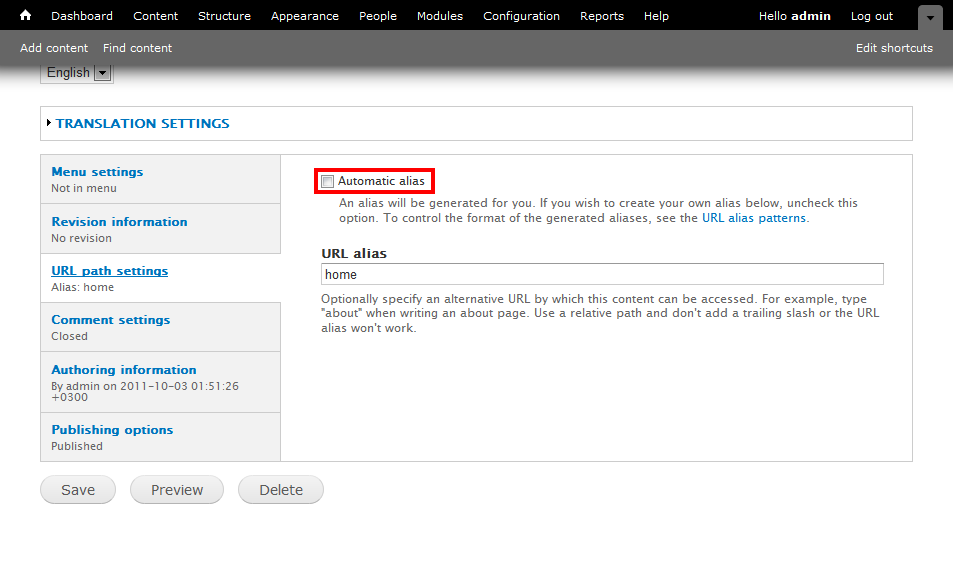 Dashboard Content Structure Appearance People Modules Configuration Reports Help Hello admin Log out
Add content Find content Edit shortcuts
English
TRANSLATION SETTINGS
Menu settings
Not in menu
Revision information
No revision
URL path settings
Alias: home
Comment settings
Closed
Authoring information
By admin on 2011-10-03 01:51:26
+0300
Publishing options
Published
Automatic alias
An alias will be generated for you. If you wish to create your own alias below, uncheck this
option. To control the format of the generated aliases, see the URL alias patterns.
URL alias
home
Optionally specify an alternative URL by which this content can be accessed. For example, type
"about" when writing an about page. Use a relative path and don't add a trailing slash or the URL
alias won't work.
Save Preview Delete